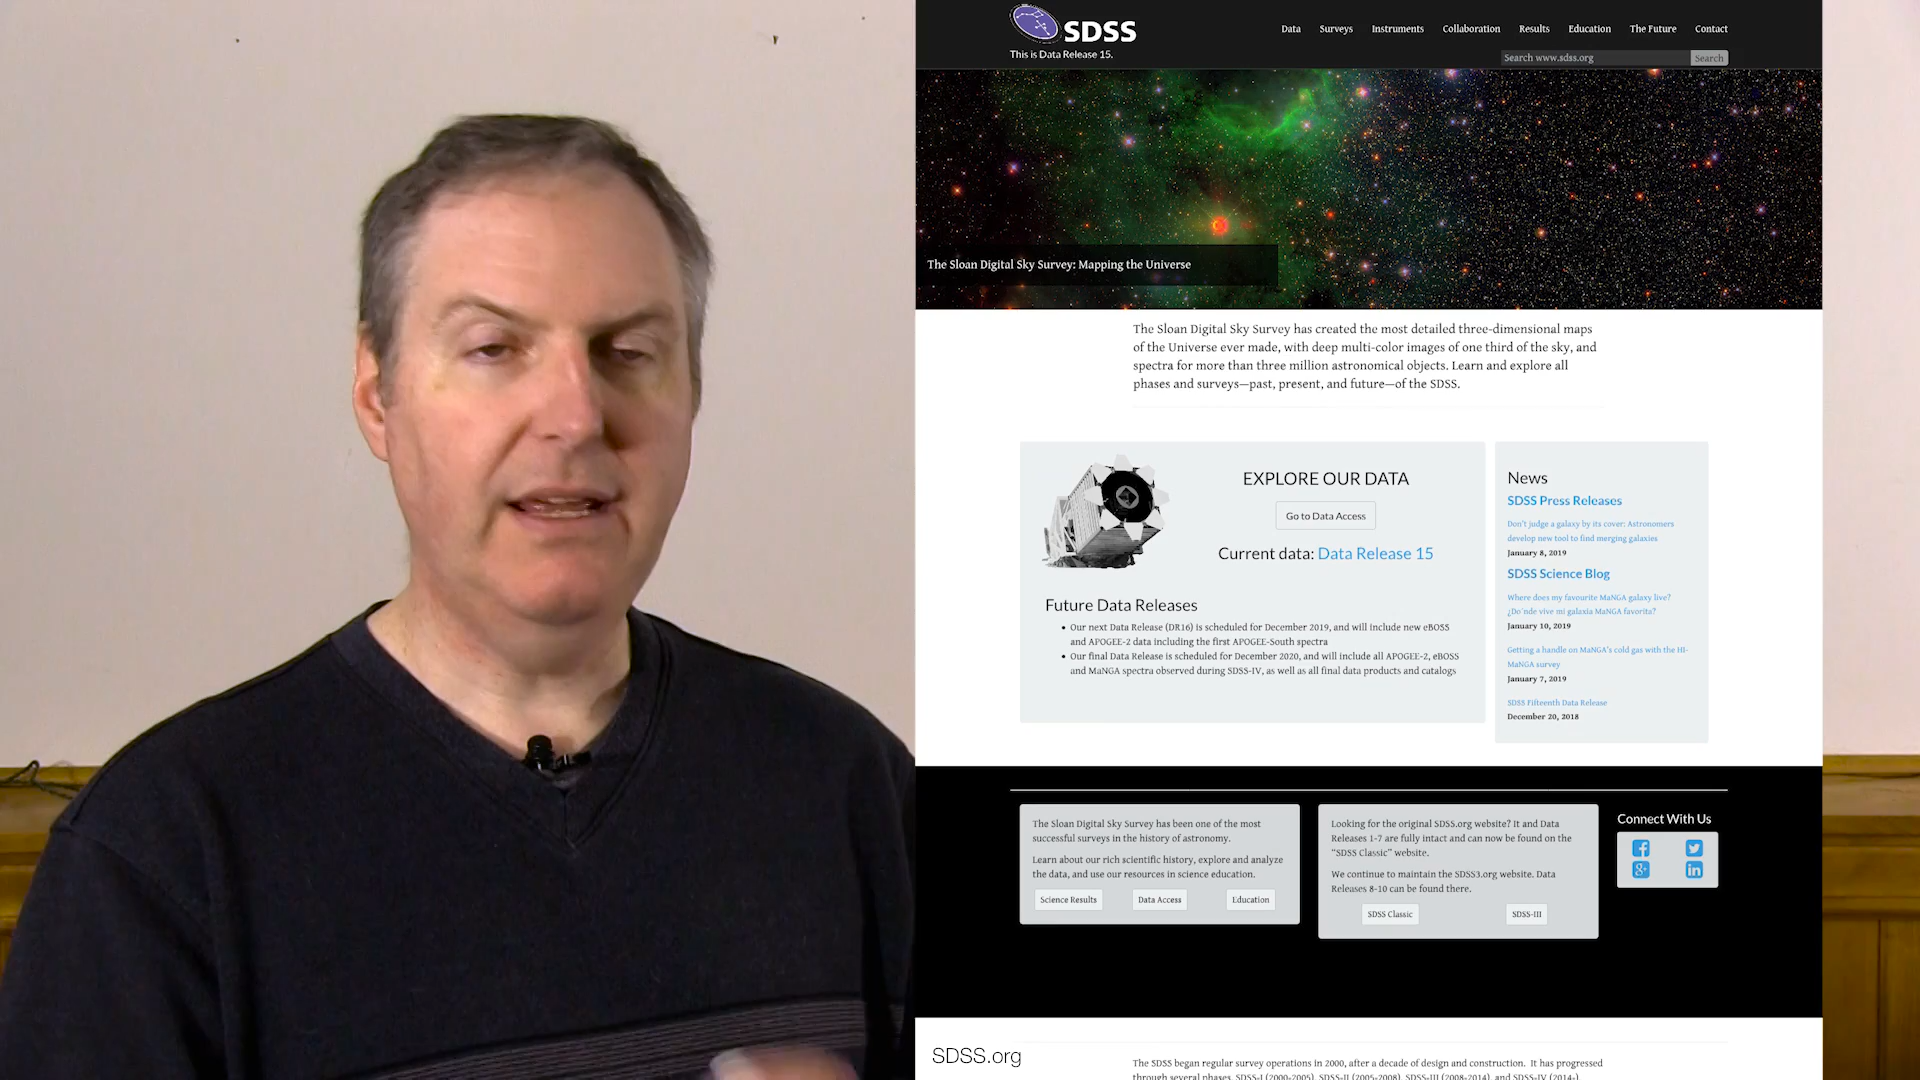 SDSS
This is Data Release 15.
Data Surveys Instruments Collaboration Results Education The Future Contact
Search www.sdss.org Search
The Sloan Digital Sky Survey: Mapping the Universe
The Sloan Digital Sky Survey has created the most detailed three-dimensional maps
of the Universe ever made, with deep multi-color images of one third of the sky, and
spectra for more than three million astronomical objects. Learn and explore all
phases and surveys—past, present, and future—of the SDSS.
EXPLORE OUR DATA
Go to Data Access
Current data: Data Release 15
Future Data Releases
• Our next Data Release (DR16) is scheduled for December 2019, and will include new eBOSS
and APOGEE-2 data including the first APOGEE-South spectra
• Our final Data Release is scheduled for December 2020, and will include all APOGEE-2, eBOSS
and MaNGA spectra observed during SDSS-IV, as well as all final data products and catalogs
News
SDSS Press Releases
Don't judge a galaxy by its cover: Astronomers
develop new tool to find merging galaxies
January 8, 2019
SDSS Science Blog
Where does my favourite MaNGA galaxy live?
¿Do´nde vive mi galaxia MaNGA favorita?
January 10, 2019
Getting a handle on MaNGA's cold gas with the HI-
MaNGA survey
January 7, 2019
SDSS Fifteenth Data Release
December 20, 2018
The Sloan Digital Sky Survey has been one of the most
successful surveys in the history of astronomy.
Learn about our rich scientific history, explore and analyze
the data, and use our resources in science education.
Science Results Data Access Education
Looking for the original SDSS.org website? It and Data
Releases 1-7 are fully intact and can now be found on the
“SDSS Classic” website.
We continue to maintain the SDSS3.org website. Data
Releases 8-10 can be found there.
SDSS Classic SDSS-III
Connect With Us
SDSS.org
The SDSS began regular survey operations in 2000, after a decade of design and construction. It has progressed
through several phases, SDSS-I (2000-2005), SDSS-II (2005-2008), SDSS-III (2008-2014), and SDSS-IV (2014-)